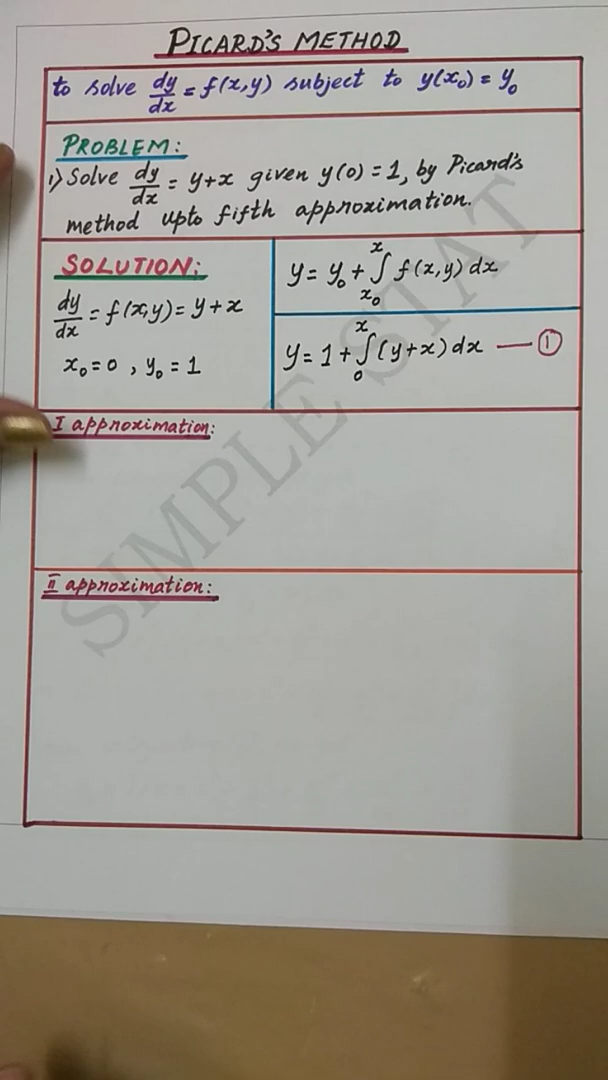 PICARD'S METHOD
to solve dy/dx = f(x,y) subject to y(x₀) = y₀
PROBLEM:
1) Solve dy/dx = y+x given y(0) = 1, by Picard's
method upto fifth approximation.
SOLUTION:
dy/dx = f(x,y) = y+x
x₀ = 0 , y₀ = 1
y = y₀ + ∫_{x₀}^{x} f(x,y) dx
y = 1 + ∫_{0}^{x} (y+x) dx — ①
I approximation:
II approximation:
SIMPLE STAT